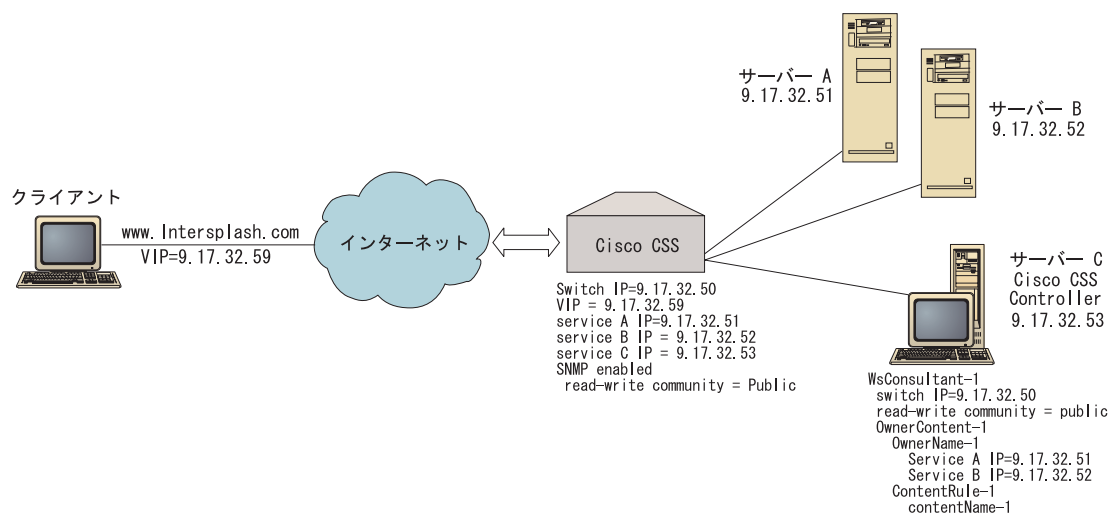 クライアント
www.Intersplash.com
VIP=9.17.32.59
インターネット
Cisco CSS
Switch IP=9.17.32.50
VIP = 9.17.32.59
service A IP=9.17.32.51
service B IP = 9.17.32.52
service C IP = 9.17.32.53
SNMP enabled
read-write community = Public
サーバー A
9.17.32.51
サーバー B
9.17.32.52
サーバー C
Cisco CSS
Controller
9.17.32.53
WsConsultant-1
switch IP=9.17.32.50
read-write community = public
OwnerContent-1
OwnerName-1
Service A IP=9.17.32.51
Service B IP=9.17.32.52
ContentRule-1
contentName-1